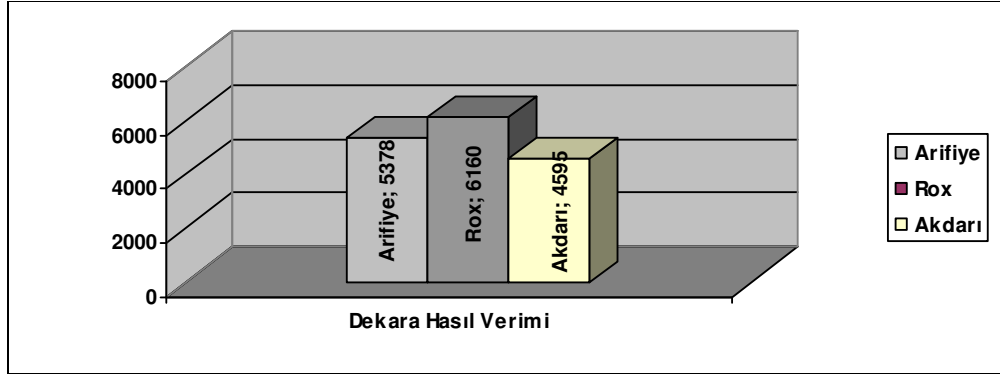 8000
6000
4000
2000
0
Arifiye; 5378
Rox; 6160
Akdarı; 4595
Dekara Hasıl Verimi
Arifiye
Rox
Akdarı